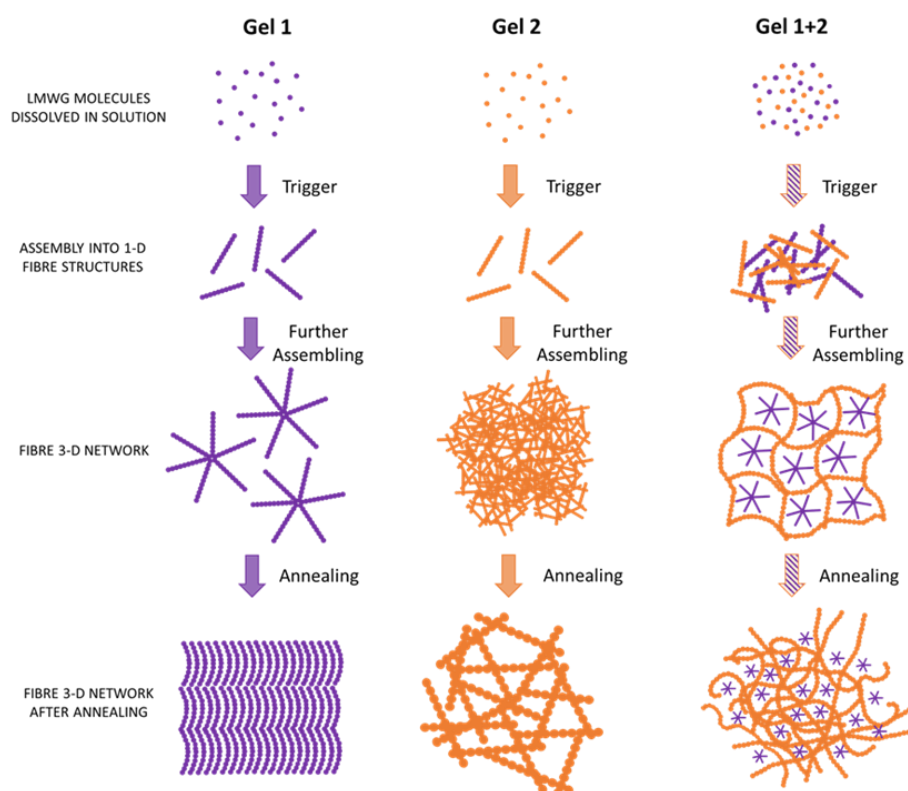 Gel 1
Gel 2
Gel 1+2
LMWG MOLECULES
DISSOLVED IN SOLUTION
Trigger
Trigger
Trigger
ASSEMBLY INTO 1-D
FIBRE STRUCTURES
Further
Assembling
Further
Assembling
Further
Assembling
FIBRE 3-D NETWORK
Annealing
Annealing
Annealing
FIBRE 3-D NETWORK
AFTER ANNEALING